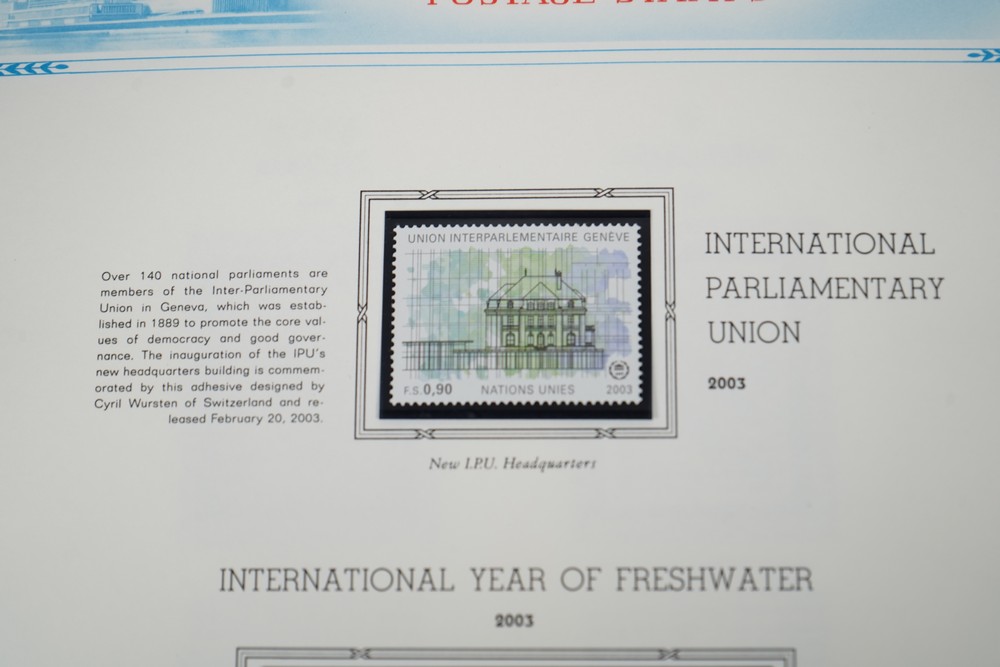 POSTAGE STAMPS
Over 140 national parliaments are
members of the Inter-Parliamentary
Union in Geneva, which was estab-
lished in 1889 to promote the core val-
ues of democracy and good gover-
nance. The inauguration of the IPU's
new headquarters building is commem-
orated by this adhesive designed by
Cyril Wursten of Switzerland and re-
leased February 20, 2003.
UNION INTERPARLEMENTAIRE GENÈVE
F.S. 0,90 NATIONS UNIES 2003
New I.P.U. Headquarters
INTERNATIONAL
PARLIAMENTARY
UNION
2003
INTERNATIONAL YEAR OF FRESHWATER
2003